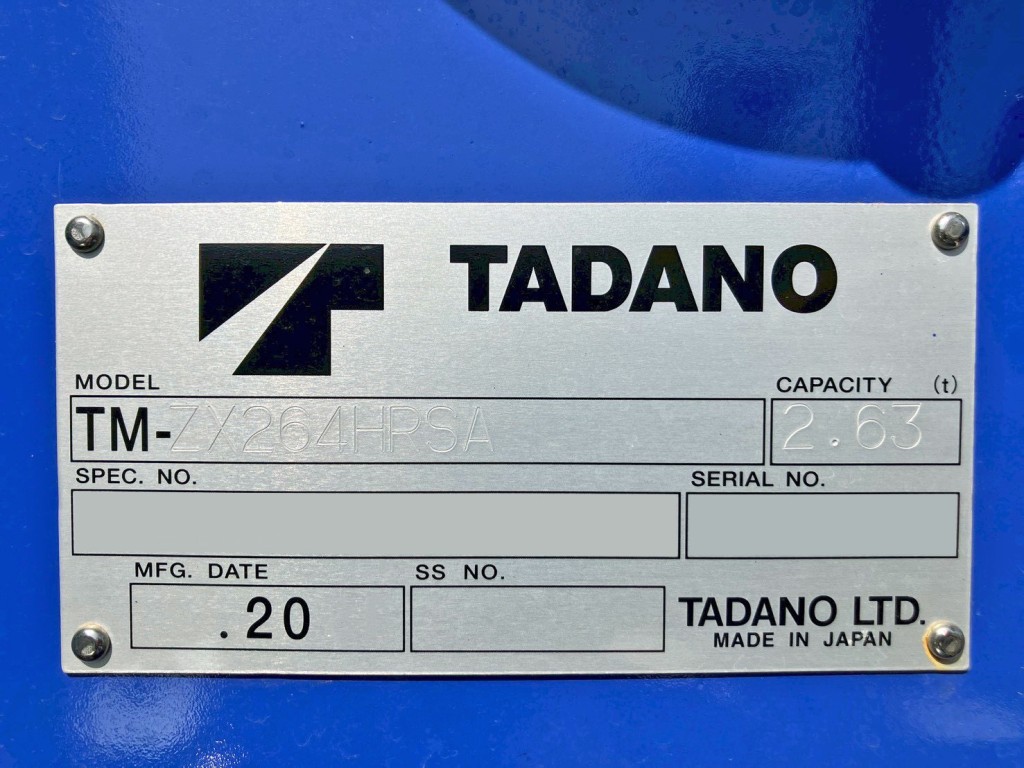 TADANO
MODEL CAPACITY (t)
TM-ZX264HPSA 2.63
SPEC. NO. SERIAL NO.
MFG. DATE SS NO.
.20 TADANO LTD.
MADE IN JAPAN